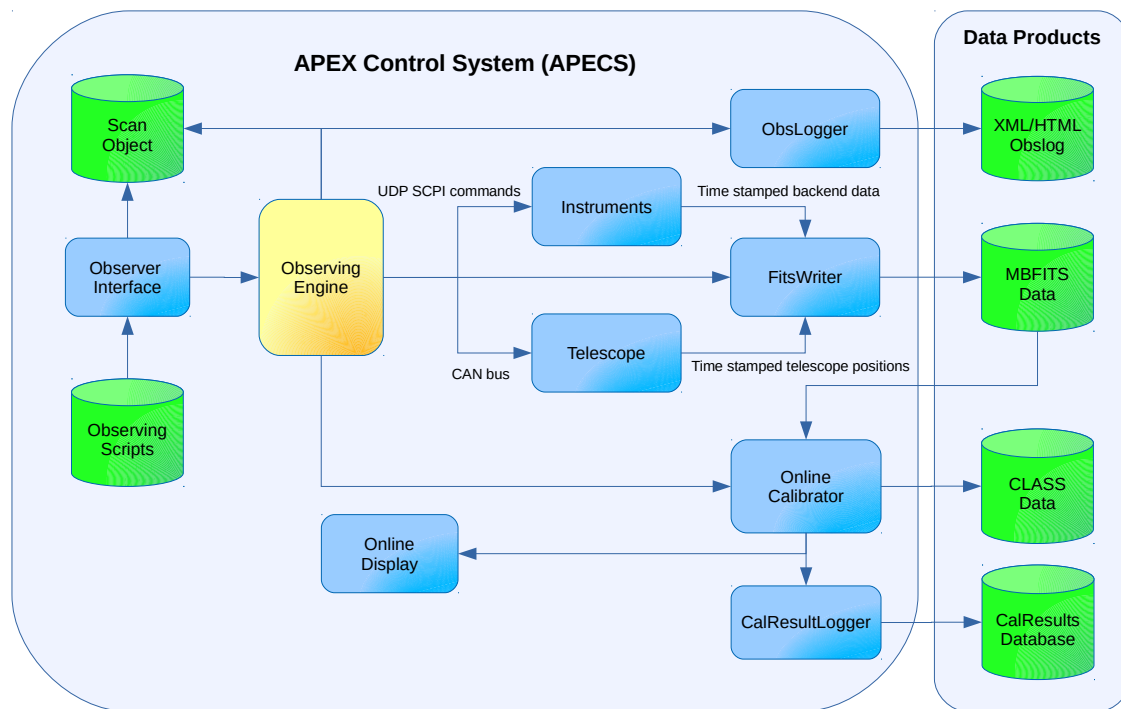 APEX Control System (APECS)
Data Products
Scan
Object
ObsLogger
XML/HTML
Obslog
UDP SCPI commands
Instruments
Time stamped backend data
Observer
Interface
Observing
Engine
FitsWriter
MBFITS
Data
Telescope
CAN bus
Time stamped telescope positions
Observing
Scripts
Online
Calibrator
CLASS
Data
Online
Display
CalResultLogger
CalResults
Database